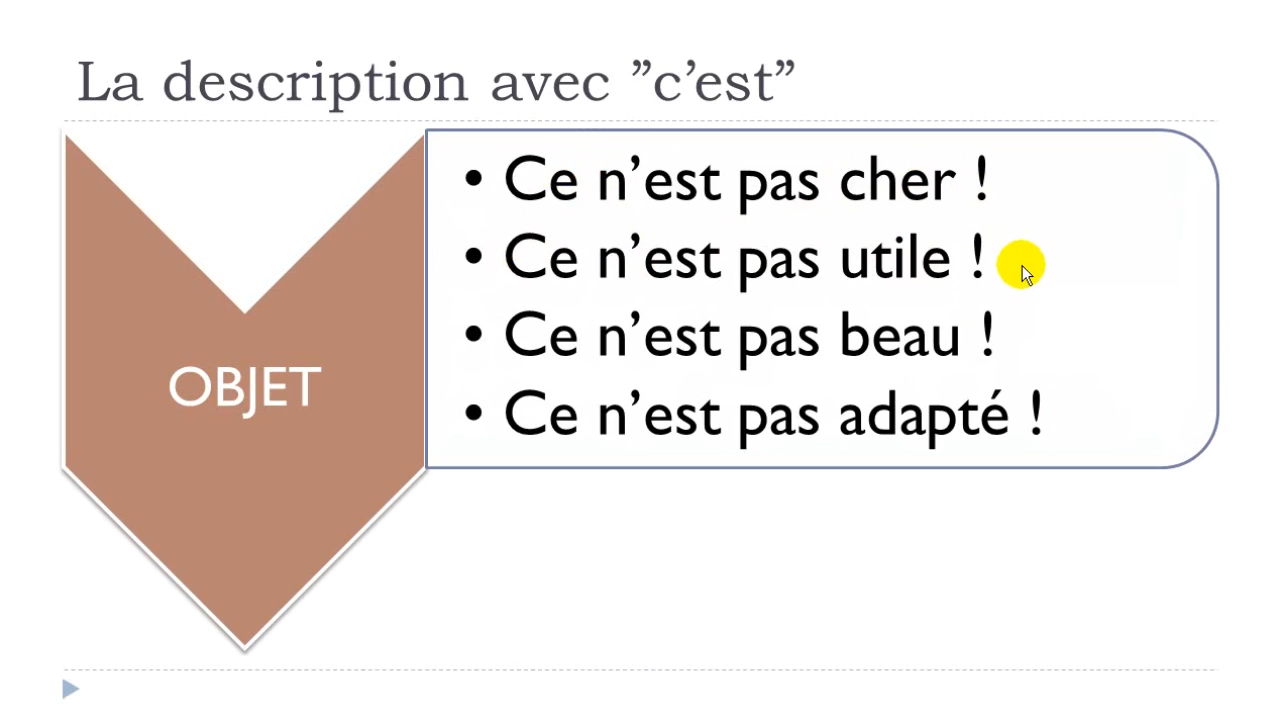 La description avec ”c’est”
OBJET
• Ce n’est pas cher !
• Ce n’est pas utile !
• Ce n’est pas beau !
• Ce n’est pas adapté !